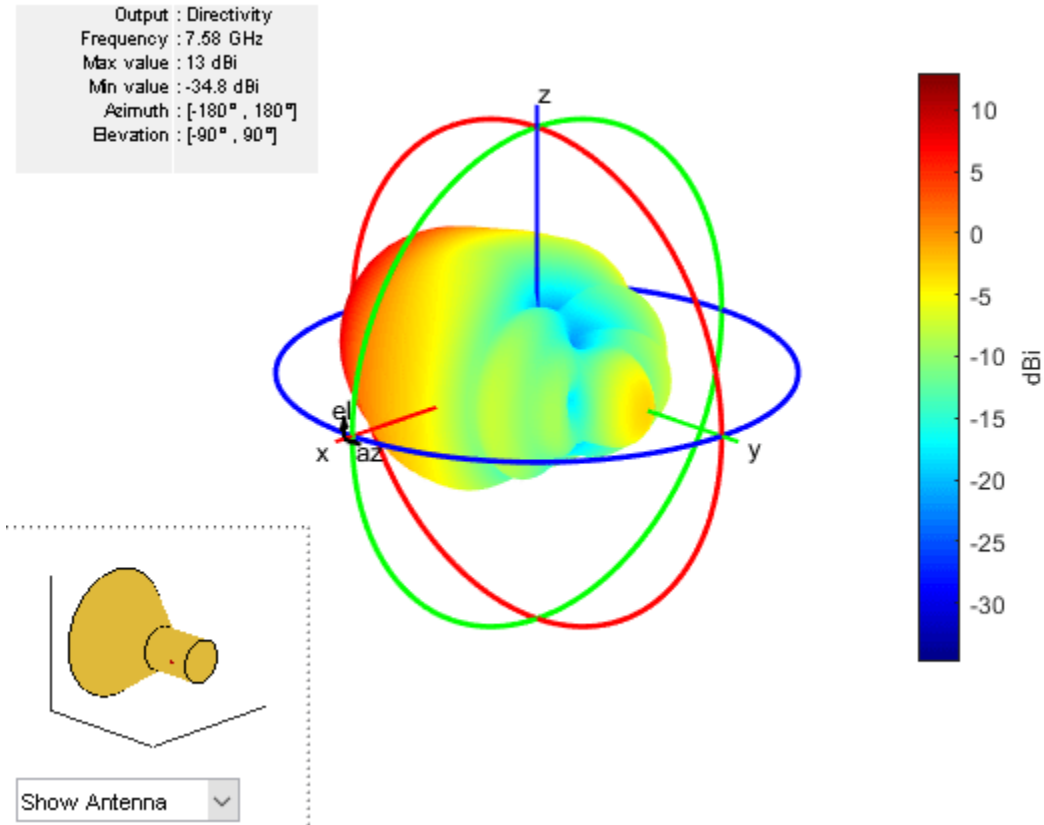 Output : Directivity
Frequency : 7.58 GHz
Max value : 13 dBi
Min value : -34.8 dBi
Azimuth : [-180° , 180°]
Elevation : [-90° , 90°]
z
el
x
az
y
10
5
0
-5
-10
-15
-20
-25
-30
dBi
Show Antenna